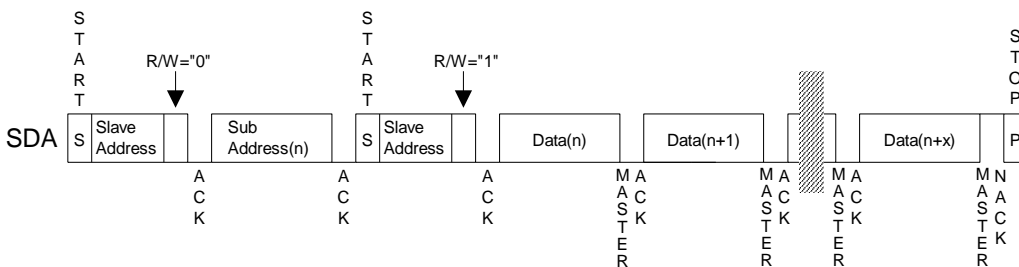 START
START
STOP
R/W="0"
R/W="1"
SDA
S
Slave Address
Sub Address(n)
S
Slave Address
Data(n)
Data(n+1)
Data(n+x)
P
ACK
ACK
ACK
MASTER ACK
MASTER ACK
MASTER ACK
MASTER NACK